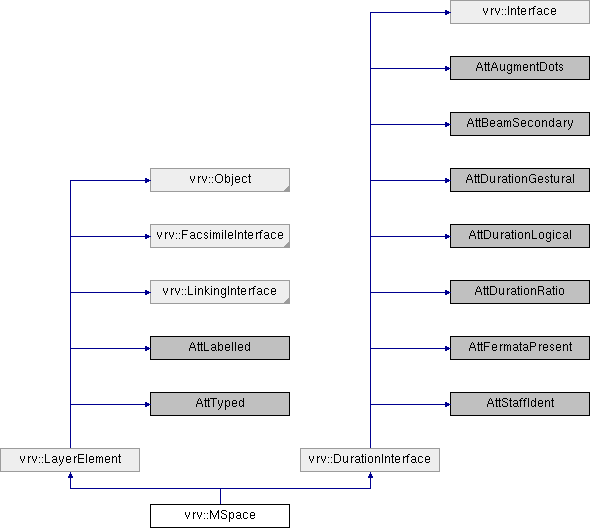 vrv::Interface
AttAugmentDots
AttBeamSecondary
vrv::Object
AttDurationGestural
vrv::FacsimileInterface
AttDurationLogical
vrv::LinkingInterface
AttDurationRatio
AttLabelled
AttFermataPresent
AttTyped
AttStaffIdent
vrv::LayerElement
vrv::DurationInterface
vrv::MSpace